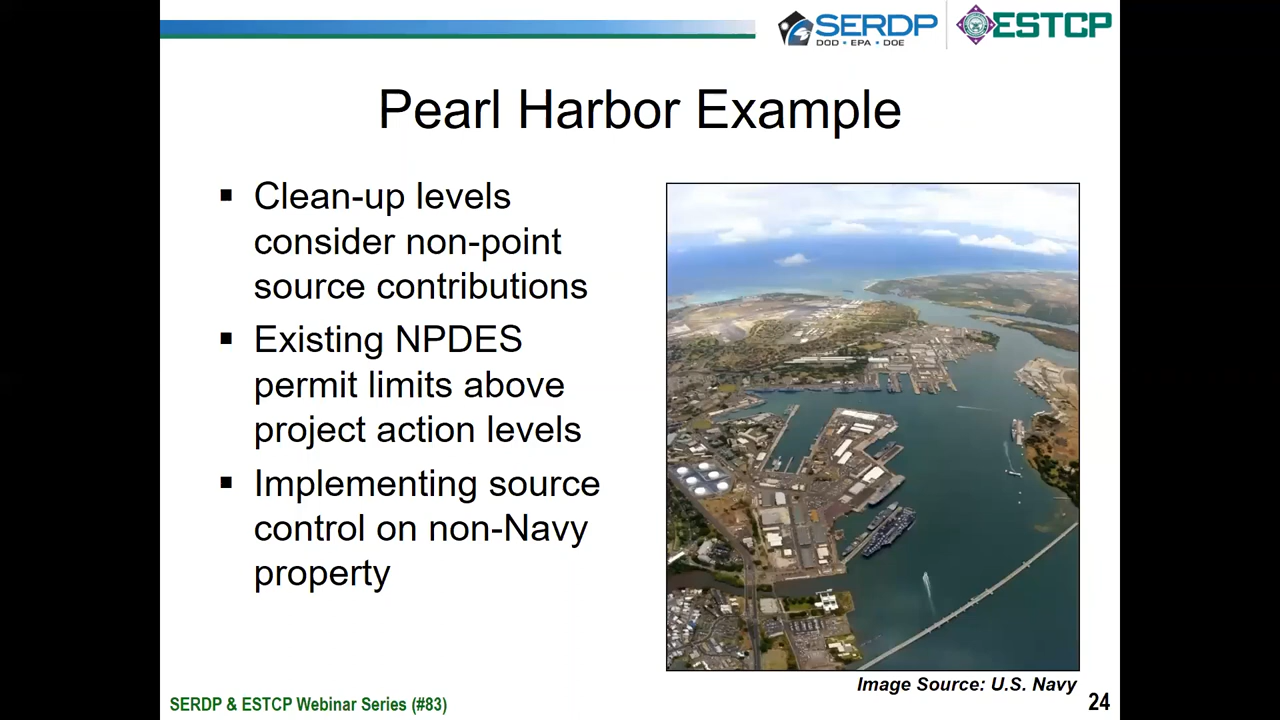 SERDP
DOD • EPA • DOE
ESTCP
Pearl Harbor Example
▪ Clean-up levels
consider non-point
source contributions
▪ Existing NPDES
permit limits above
project action levels
▪ Implementing source
control on non-Navy
property
Image Source: U.S. Navy
SERDP & ESTCP Webinar Series (#83)
24